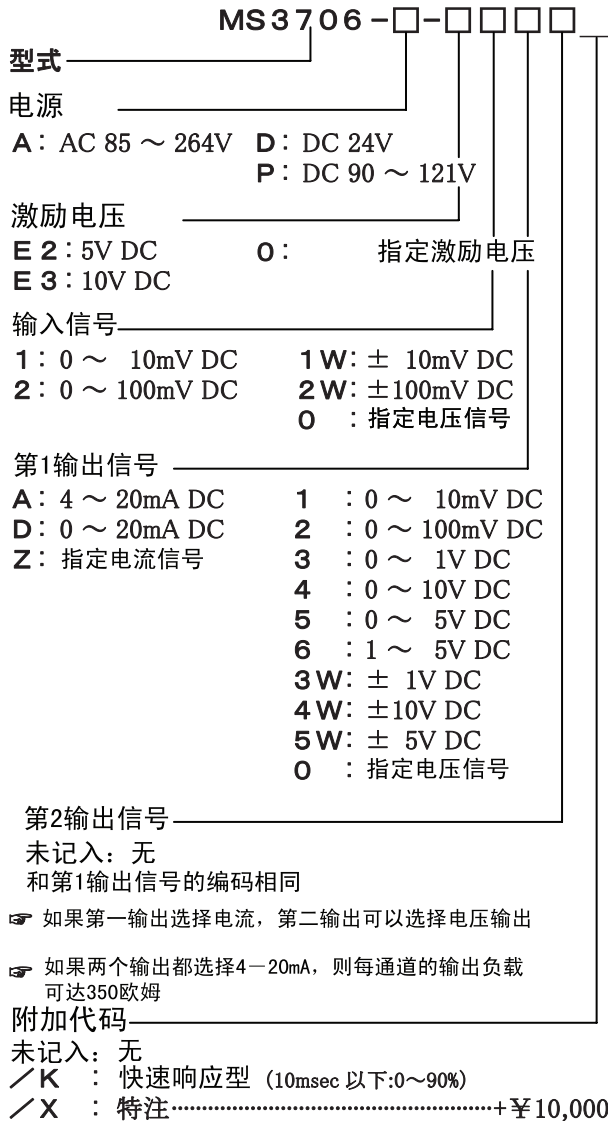 MS3706-□-□□□□
型式
电源
A: AC 85 ～ 264V D: DC 24V
P: DC 90 ～ 121V
激励电压
E2: 5V DC 0: 指定激励电压
E3: 10V DC
输入信号
1: 0 ～ 10mV DC 1W: ± 10mV DC
2: 0 ～ 100mV DC 2W: ±100mV DC
0 : 指定电压信号
第1输出信号
A: 4 ～ 20mA DC 1 : 0 ～ 10mV DC
D: 0 ～ 20mA DC 2 : 0 ～ 100mV DC
Z: 指定电流信号 3 : 0 ～ 1V DC
4 : 0 ～ 10V DC
5 : 0 ～ 5V DC
6 : 1 ～ 5V DC
3W: ± 1V DC
4W: ±10V DC
5W: ± 5V DC
0 : 指定电压信号
第2输出信号
未记入: 无
和第1输出信号的编码相同
☞ 如果第一输出选择电流, 第二输出可以选择电压输出
☞ 如果两个输出都选择4－20mA, 则每通道的输出负载
可达350欧姆
附加代码
未记入: 无
／K : 快速响应型 (10msec 以下:0～90%)
／X : 特注……………………………………………+¥10,000